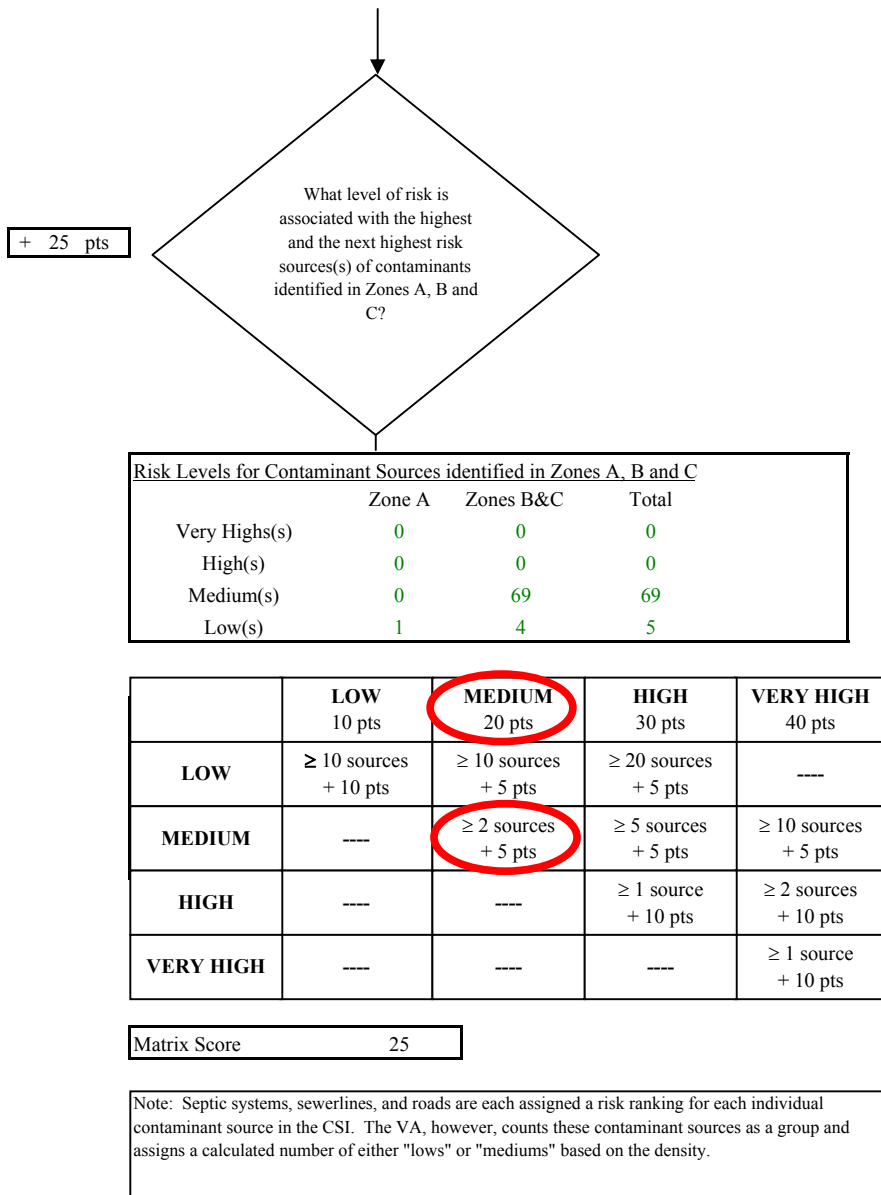 What level of risk is
associated with the highest
and the next highest risk
sources(s) of contaminants
identified in Zones A, B and
C?
+ 25 pts
Risk Levels for Contaminant Sources identified in Zones A, B and C
Zone A Zones B&C Total
Very Highs(s) 0 0 0
High(s) 0 0 0
Medium(s) 0 69 69
Low(s) 1 4 5
LOW MEDIUM HIGH VERY HIGH
10 pts 20 pts 30 pts 40 pts
LOW ≥ 10 sources ≥ 10 sources ≥ 20 sources ----
+ 10 pts + 5 pts + 5 pts
MEDIUM ---- ≥ 2 sources ≥ 5 sources ≥ 10 sources
+ 5 pts + 5 pts + 5 pts
HIGH ---- ---- ≥ 1 source ≥ 2 sources
+ 10 pts + 10 pts
VERY HIGH ---- ---- ---- ≥ 1 source
+ 10 pts
Matrix Score 25
Note: Septic systems, sewerlines, and roads are each assigned a risk ranking for each individual
contaminant source in the CSI. The VA, however, counts these contaminant sources as a group and
assigns a calculated number of either "lows" or "mediums" based on the density.